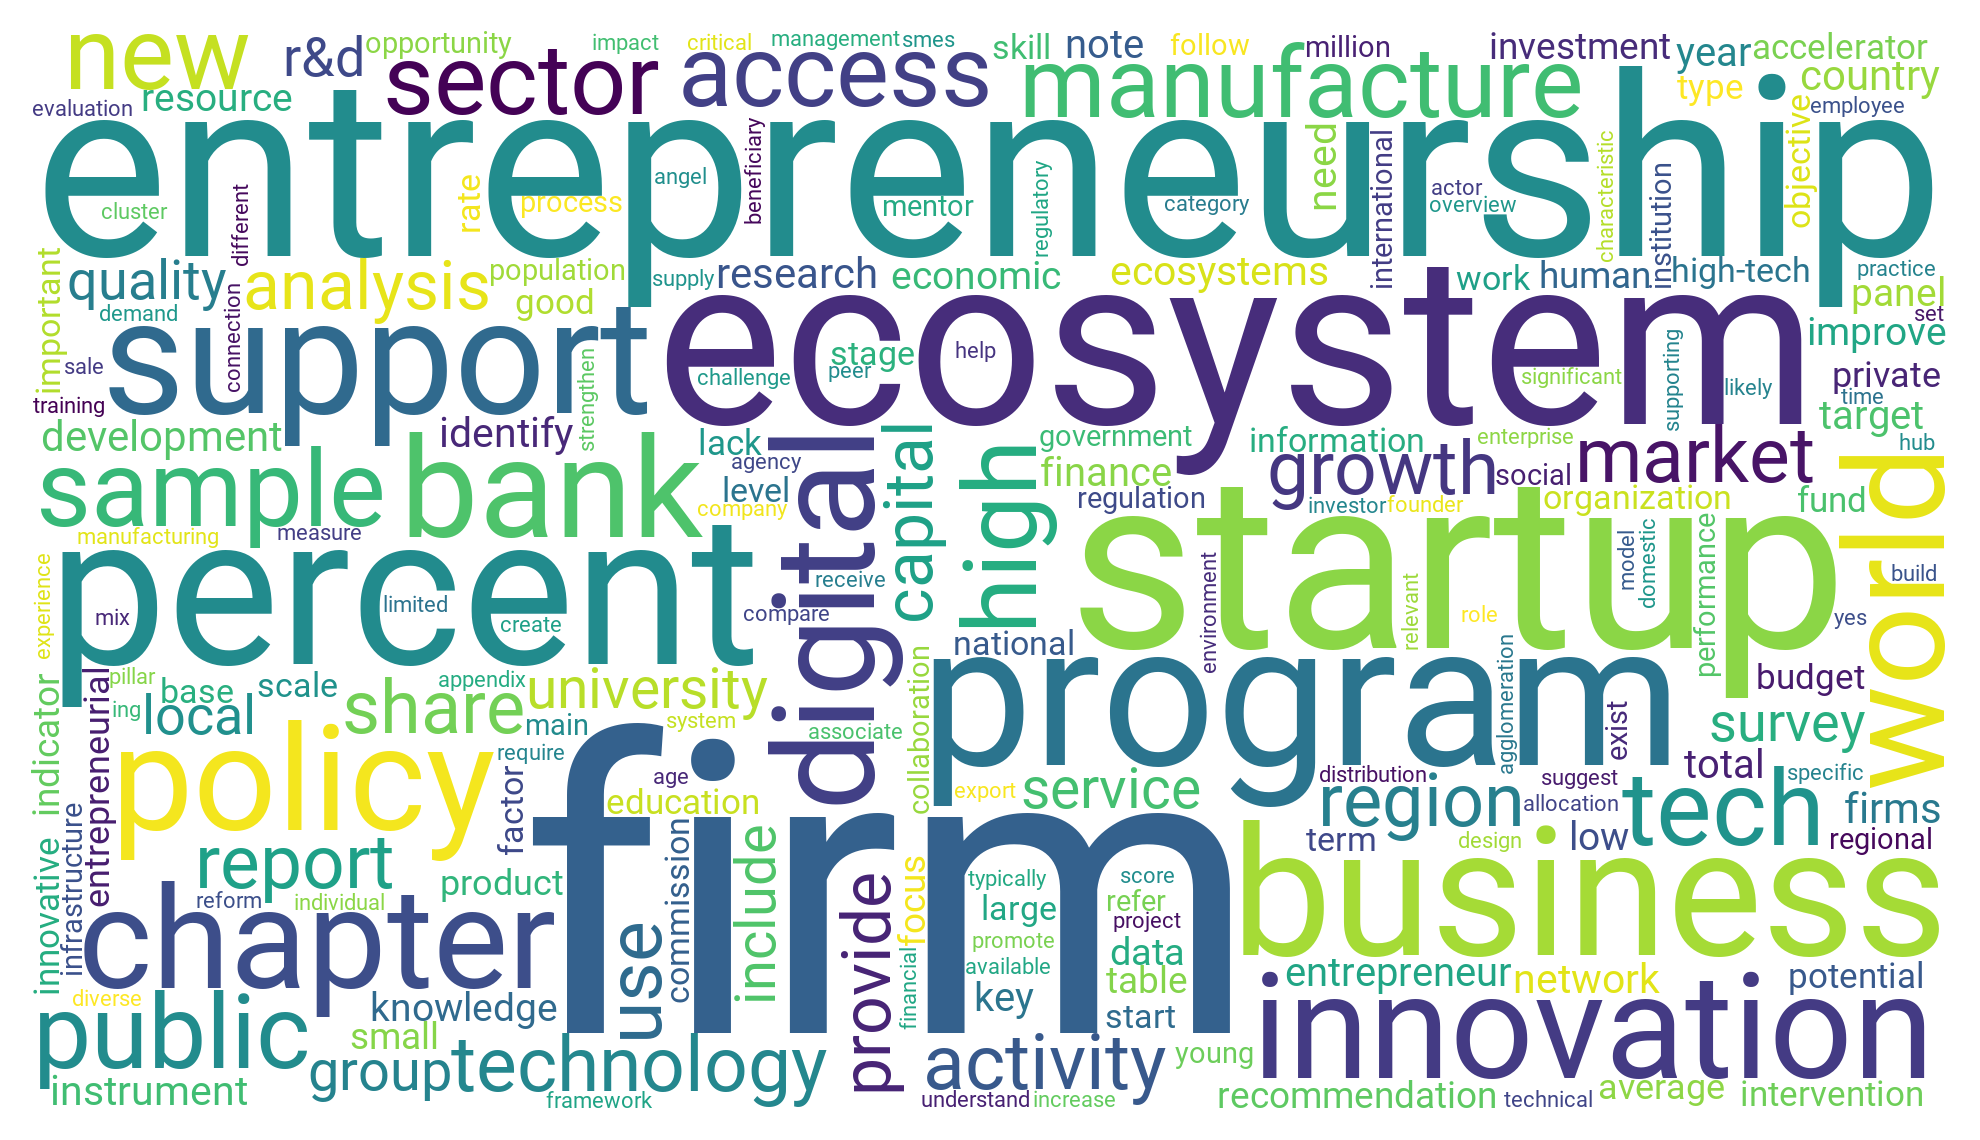 new
r&d
opportunity
impact
critical
management
smes
skill
note
follow
million
investment
year
accelerator
sector
access
manufacture
type
country
evaluation
resource
employee
entrepreneurship
beneficiary
need
international
characteristic
institution
objective
cluster
different
rate
process
angel
mentor
regulatory
category
actor
overview
important
quality
analysis
population
good
supply
research
economic
ecosystems
work
human
high-tech
practice
panel
set
demand
connection
support
ecosystem
improve
sale
training
strengthen
challenge
stage
peer
help
significant
supporting
likely
private
time
target
development
identify
lack
agency
level
company
digital
capital
high
government
finance
regulation
information
growth
enterprise
social
market
hub
world
sample
bank
investor
founder
organization
fund
manufacturing
measure
percent
startup
experience
mix
limited
create
receive
compare
environment
relevant
role
model
domestic
performance
build
yes
national
program
pillar
base
scale
appendix
university
ing
local
share
main
system
associate
collaboration
agglomeration
exist
budget
survey
indicator
entrepreneurial
policy
require
firm
age
education
factor
export
service
distribution
region
suggest
allocation
total
tech
specific
firms
innovative
infrastructure
report
product
commission
include
provide
focus
typically
large
score
refer
project
term
design
low
regional
business
reform
individual
chapter
use
promote
available
data
table
key
start
financial
entrepreneur
network
potential
diverse
public
knowledge
small
group
technology
activity
young
innovation
instrument
framework
understand
increase
recommendation
technical
average
intervention